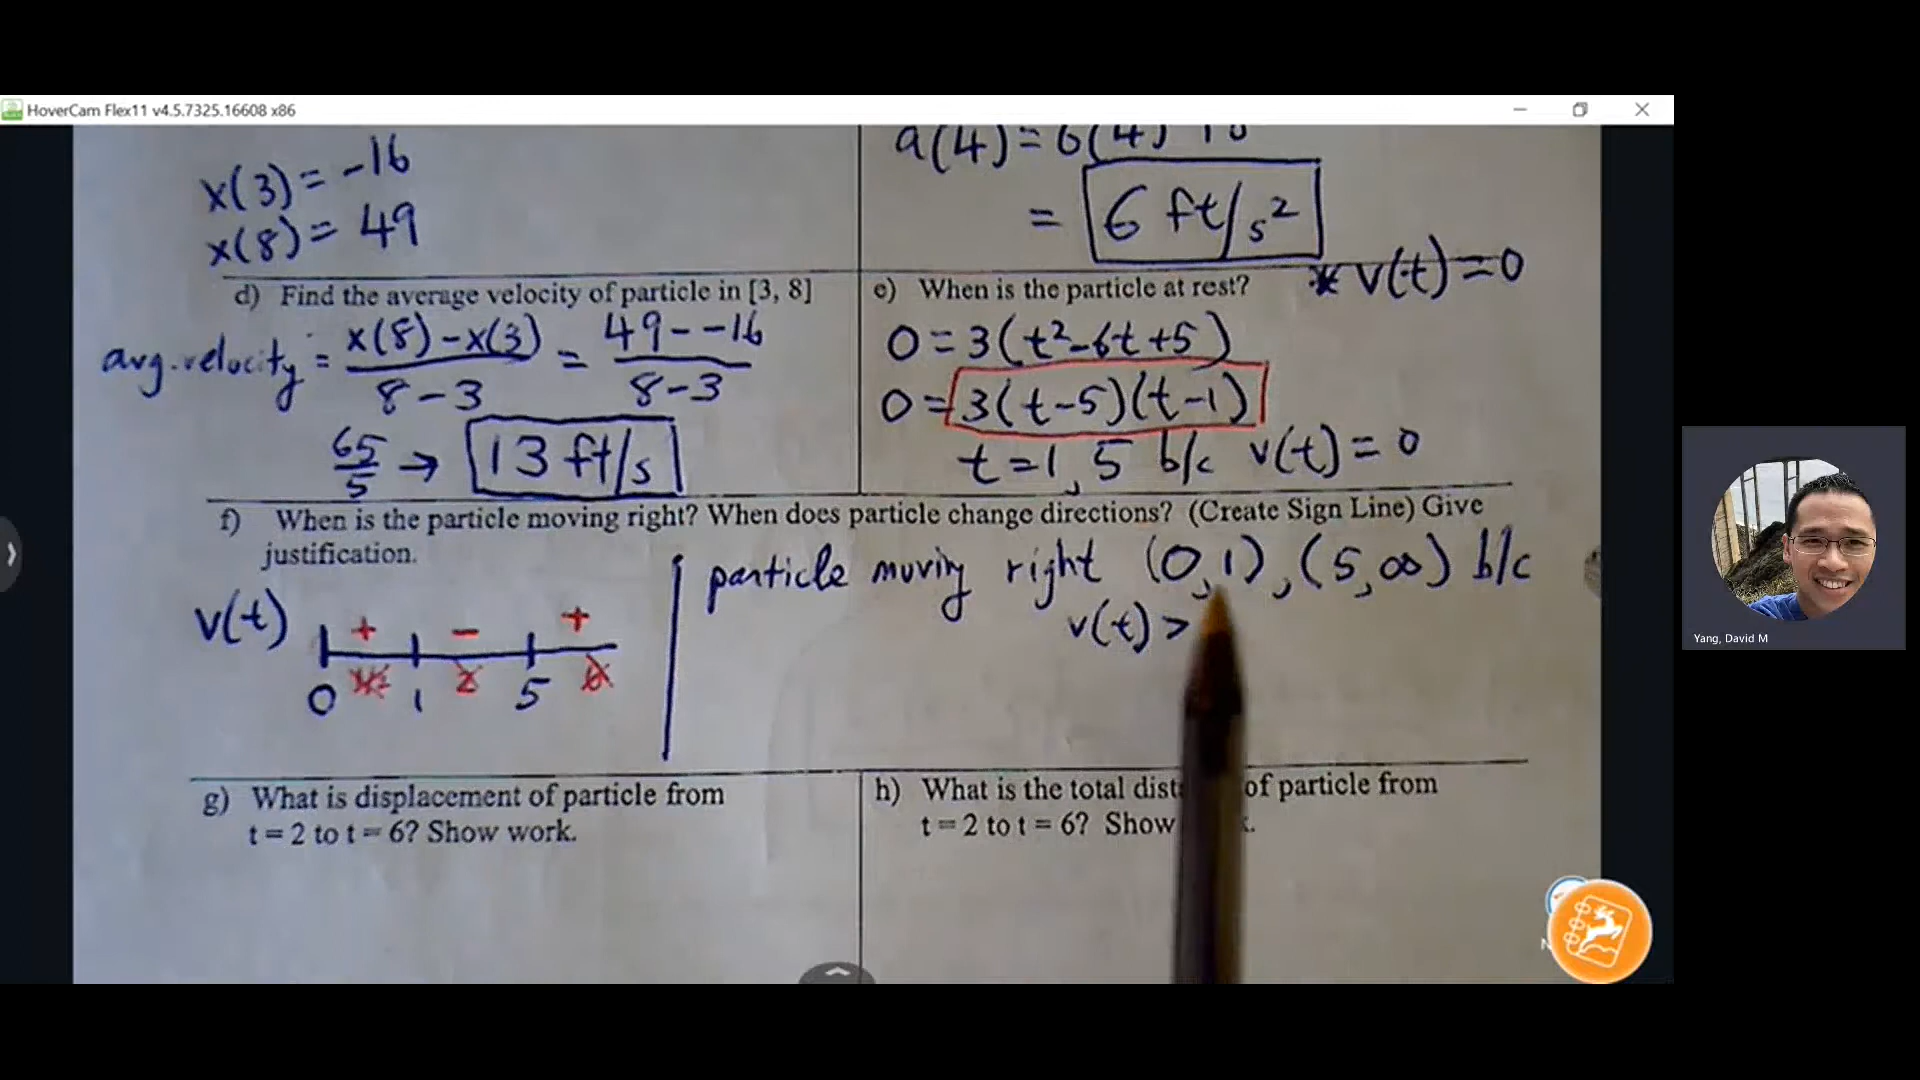 HoverCam Flex11 v4.5.7325.16608 x86
x(3) = -16
x(8) = 49
a(4) = 6(4) - 18
= 6 ft/s²
d) Find the average velocity of particle in [3, 8]
avg. velocity = x(8) - x(3) / 8 - 3 = 49 - -16 / 8 - 3
65/5 → 13 ft/s
e) When is the particle at rest? * v(t) = 0
0 = 3(t² - 6t + 5)
0 = 3(t - 5)(t - 1)
t = 1, 5 b/c v(t) = 0
f) When is the particle moving right? When does particle change directions? (Create Sign Line) Give
justification.
v(t) + - +
0 1 5
particle moving right (0,1), (5,∞) b/c
v(t) >
g) What is displacement of particle from
t = 2 to t = 6? Show work.
h) What is the total of particle from
t = 2 to t = 6? Show
Yang, David M